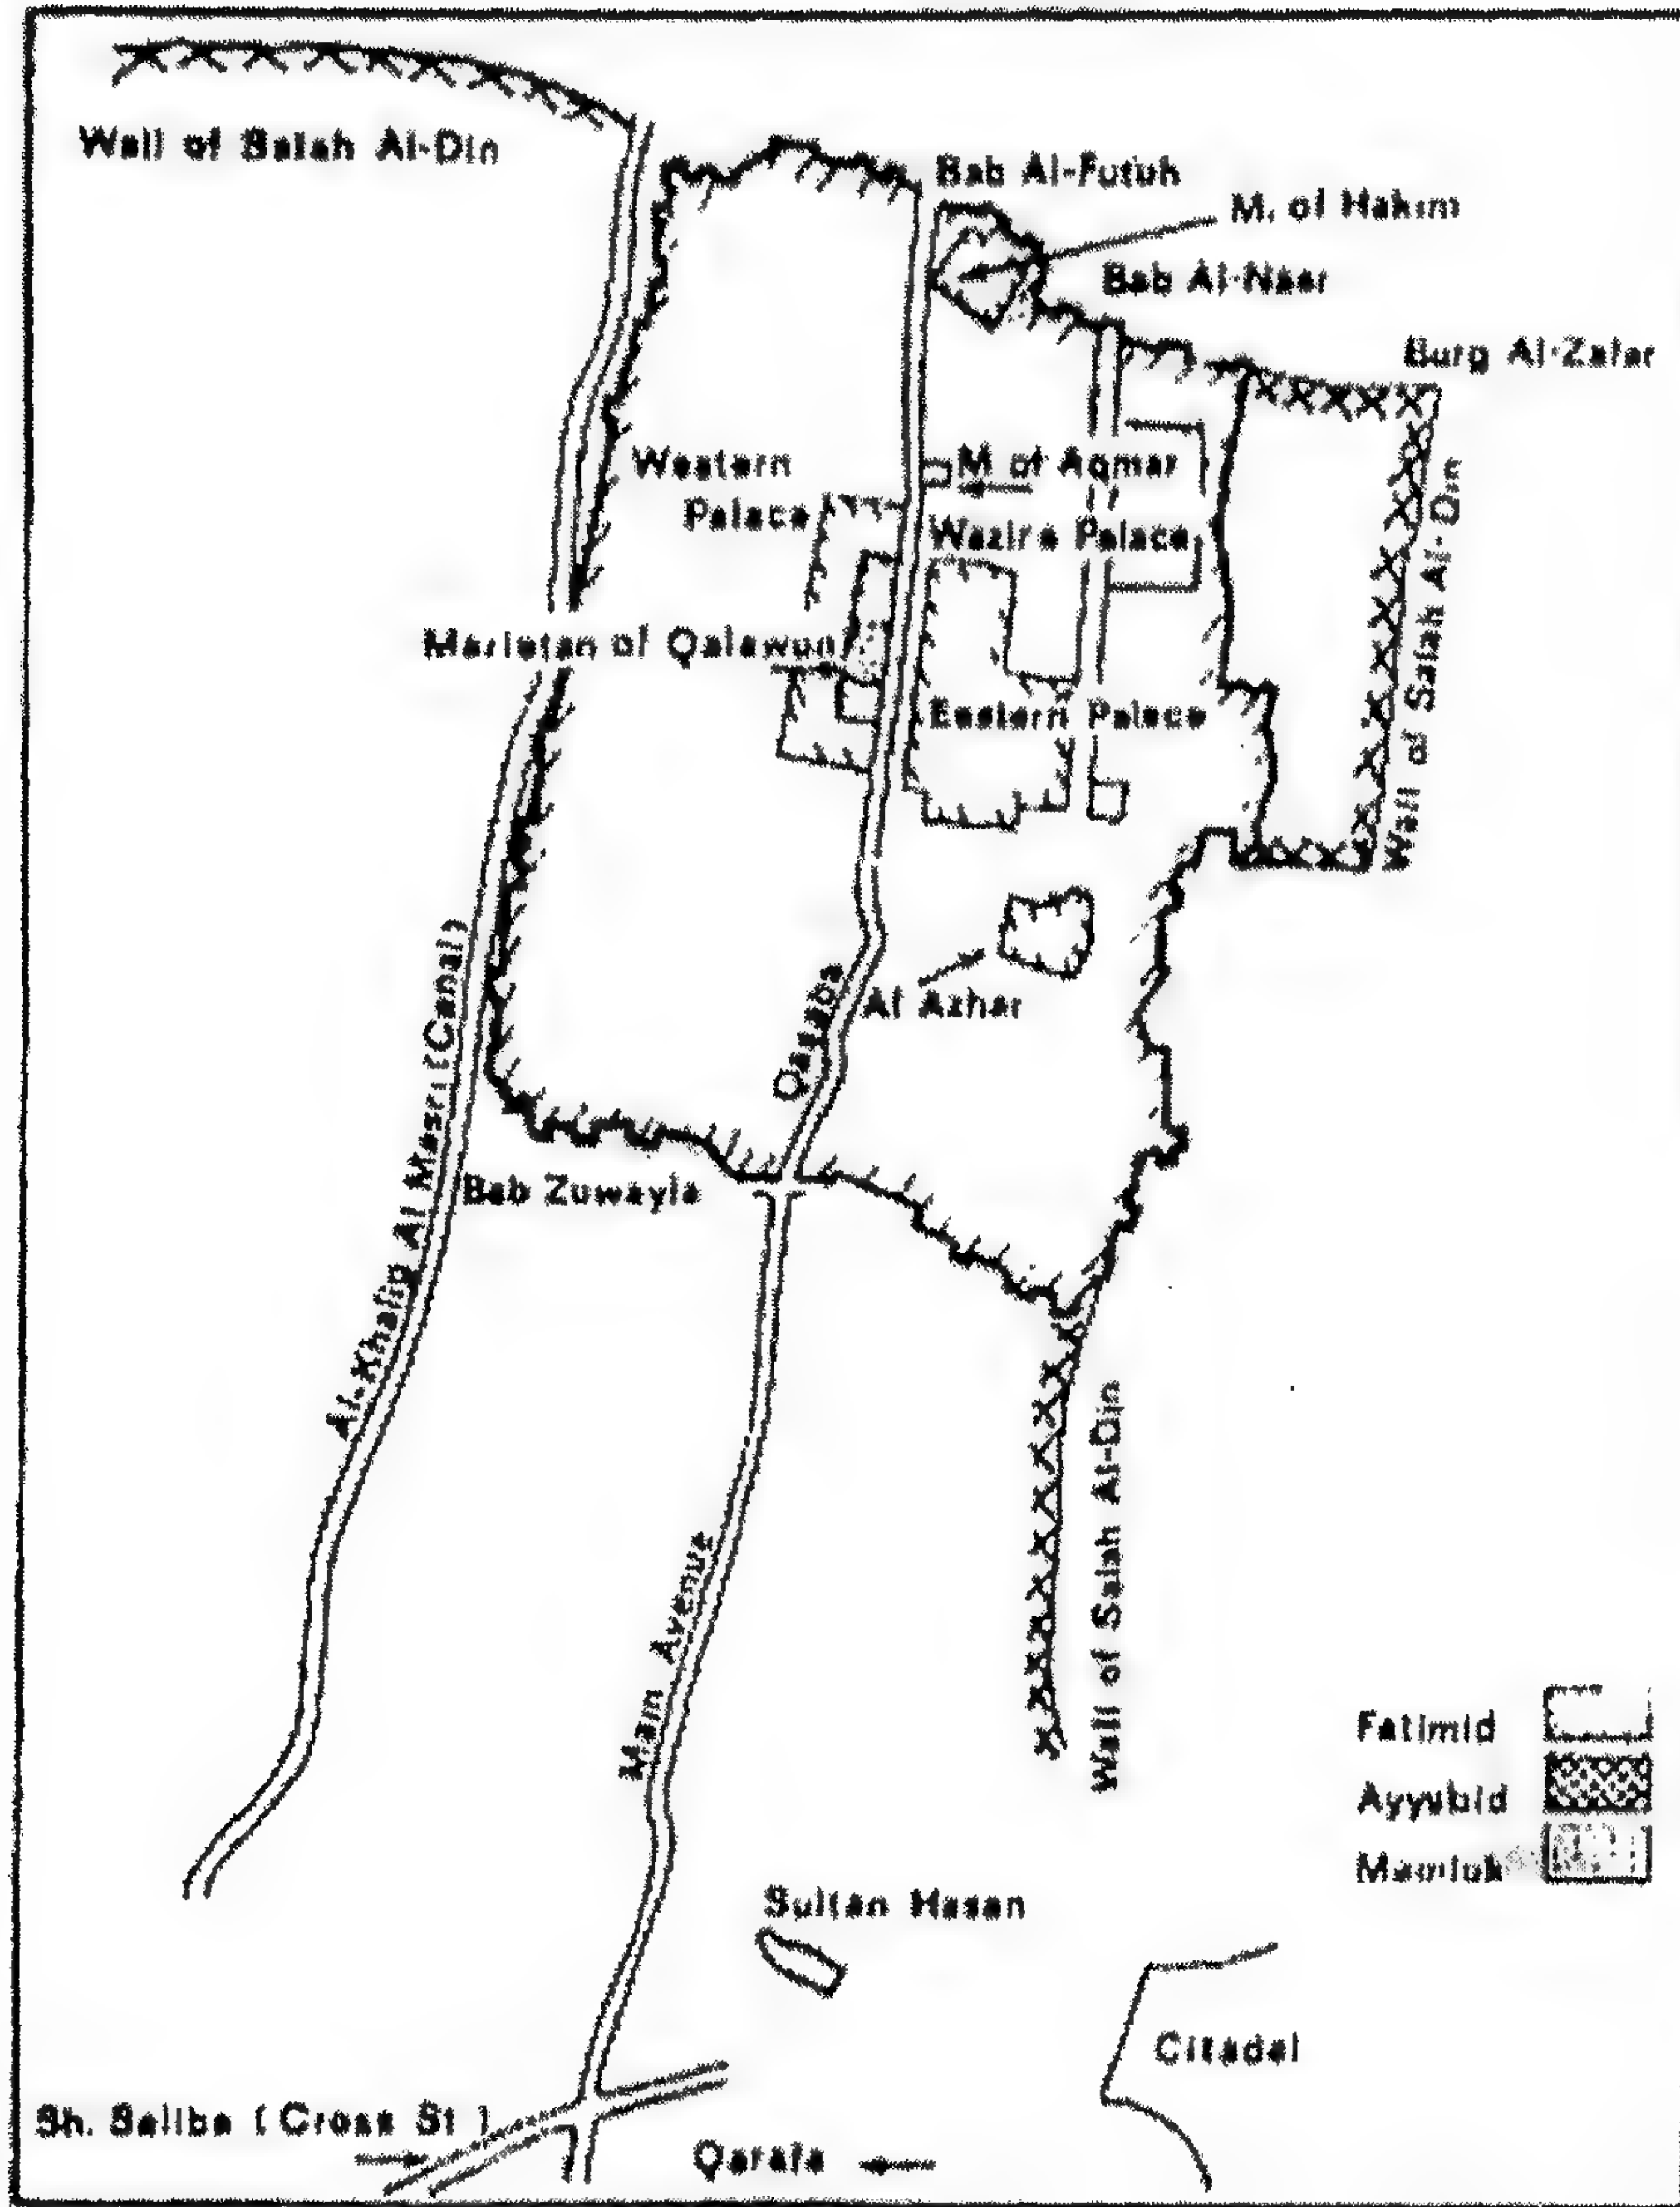 Wall of Salah Al-Din
Bab Al-Futuh
M. of Hakim
Bab Al-Nasr
Burg Al-Zafar
Western
Palace
M of Aqmar
Wazirs Palace
Wall of Salah Al-Din
Maristan of Qalawun
Eastern Palace
Al Azhar
Qasaba
Al-Khalig Al Masri (Canal)
Bab Zuwayla
Main Avenue
Wall of Salah Al-Din
Fatimid
Ayyubid
Mamluk
Sultan Hasan
Citadel
Sh. Saliba ( Cross St )
Qarafa